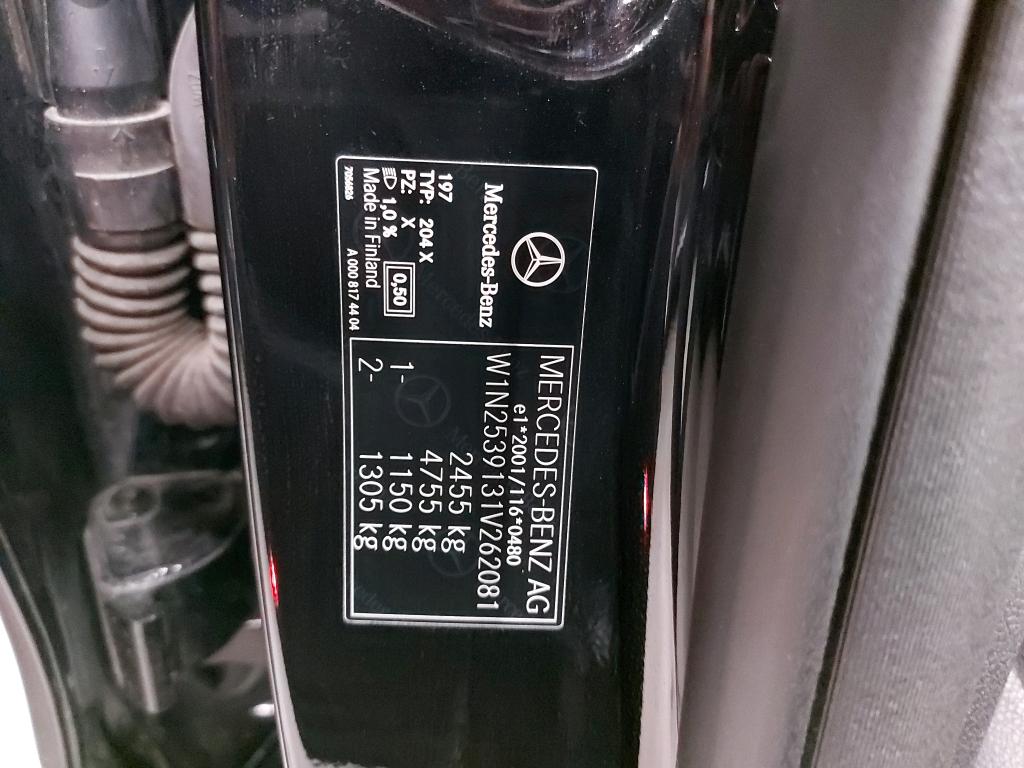 Mercedes-Benz
197
TYP: 204 X
PZ: X
1,0 %
0,50
Made in Finland
7046626
A 000 817 44 04
MERCEDES-BENZ AG
e1*2001/116*0480
W1N2539131V262081
2455 kg
4755 kg
1- 1150 kg
2- 1305 kg